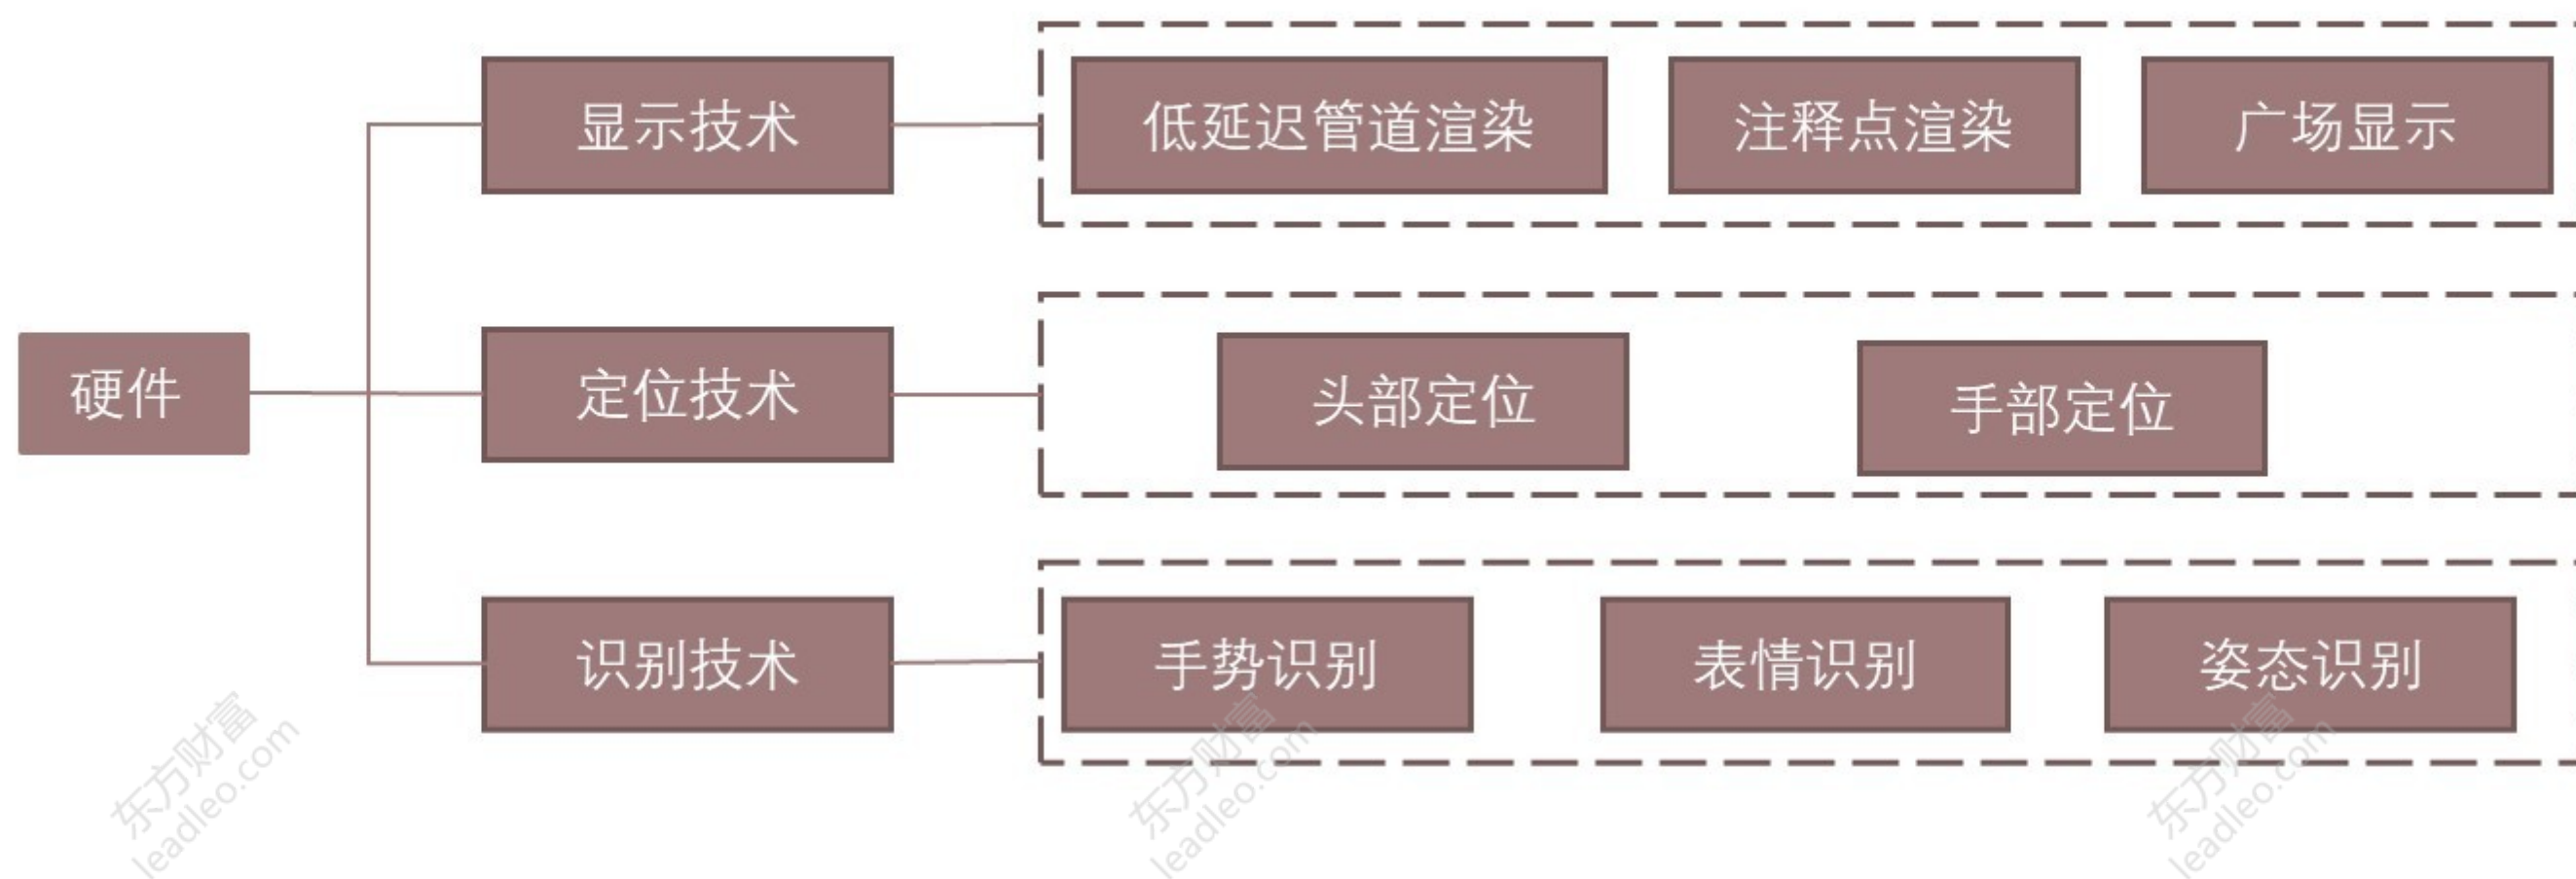 显示技术
低延迟管道渲染
注释点渲染
广场显示
硬件
定位技术
头部定位
手部定位
识别技术
手势识别
表情识别
姿态识别
东方财富
leadleo.com
东方财富
leadleo.com
东方财富
leadleo.com